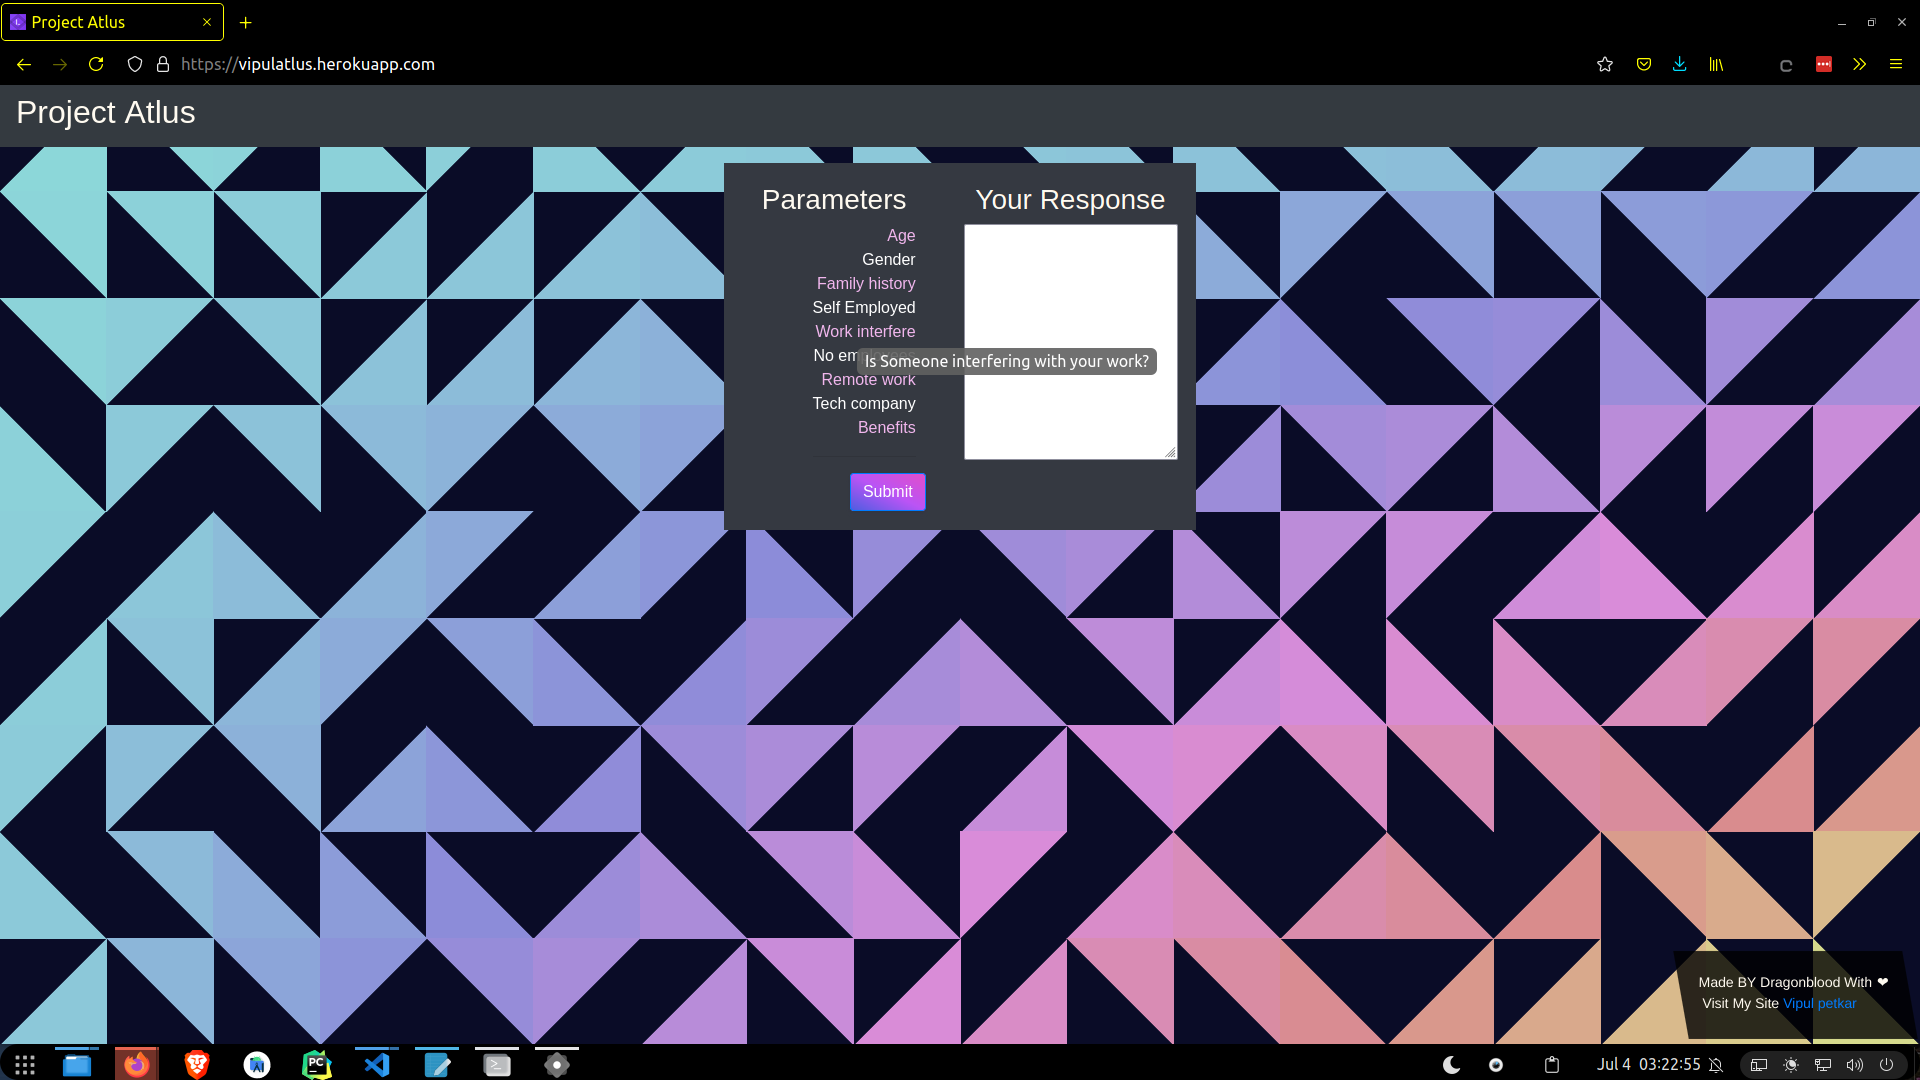 Project Atlus
https://vipulatlus.herokuapp.com
Project Atlus
Parameters
Your Response
Age
Gender
Family history
Self Employed
Work interfere
No em
Is Someone interfering with your work?
Remote work
Tech company
Benefits
Submit
Made BY Dragonblood With ❤
Visit My Site Vipul petkar
PC
AI
Jul 4 03:22:55